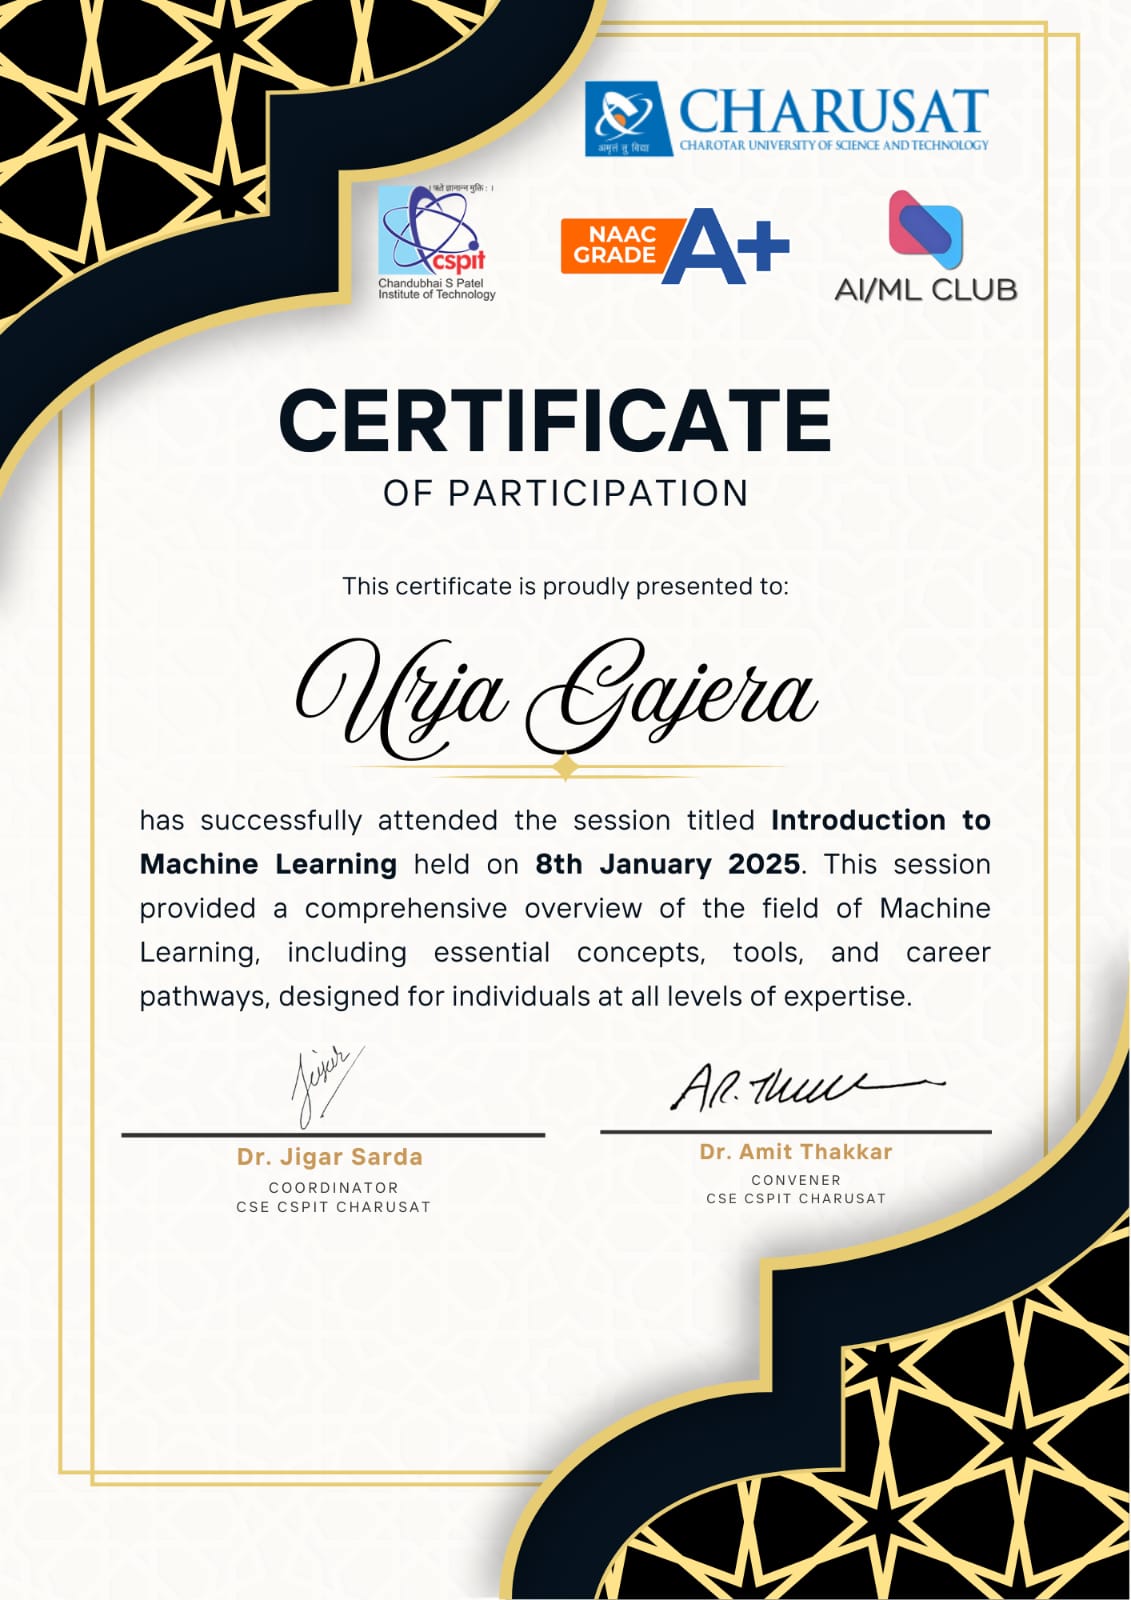 CHARUSAT
CHAROTAR UNIVERSITY OF SCIENCE AND TECHNOLOGY
अमृतं तु विद्या
। ऋते ज्ञानान्न मुक्ति: ।
cspit
Chandubhai S Patel
Institute of Technology
NAAC
GRADE
A+
AI/ML CLUB
CERTIFICATE
OF PARTICIPATION
This certificate is proudly presented to:
Urja Gajera
has successfully attended the session titled Introduction to
Machine Learning held on 8th January 2025. This session
provided a comprehensive overview of the field of Machine
Learning, including essential concepts, tools, and career
pathways, designed for individuals at all levels of expertise.
Jigar
A.R. Thakkar
Dr. Jigar Sarda
COORDINATOR
CSE CSPIT CHARUSAT
Dr. Amit Thakkar
CONVENER
CSE CSPIT CHARUSAT